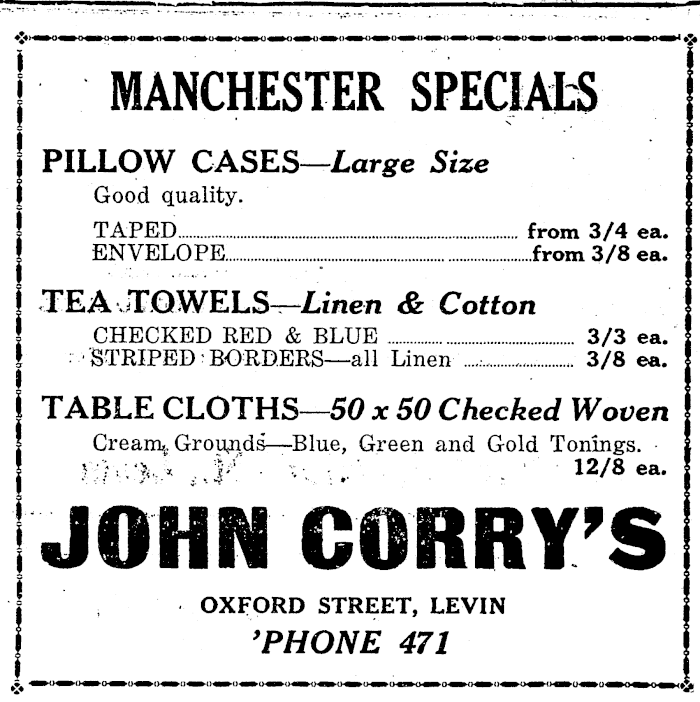 MANCHESTER SPECIALS
PILLOW CASES—Large Size
Good quality.
TAPED from 3/4 ea.
ENVELOPE from 3/8 ea.
TEA TOWELS—Linen & Cotton
CHECKED RED & BLUE 3/3 ea.
STRIPED BORDERS—all Linen 3/8 ea.
TABLE CLOTHS—50 x 50 Checked Woven
Cream Grounds—Blue, Green and Gold Tonings.
12/8 ea.
JOHN CORRY'S
OXFORD STREET, LEVIN
'PHONE 471